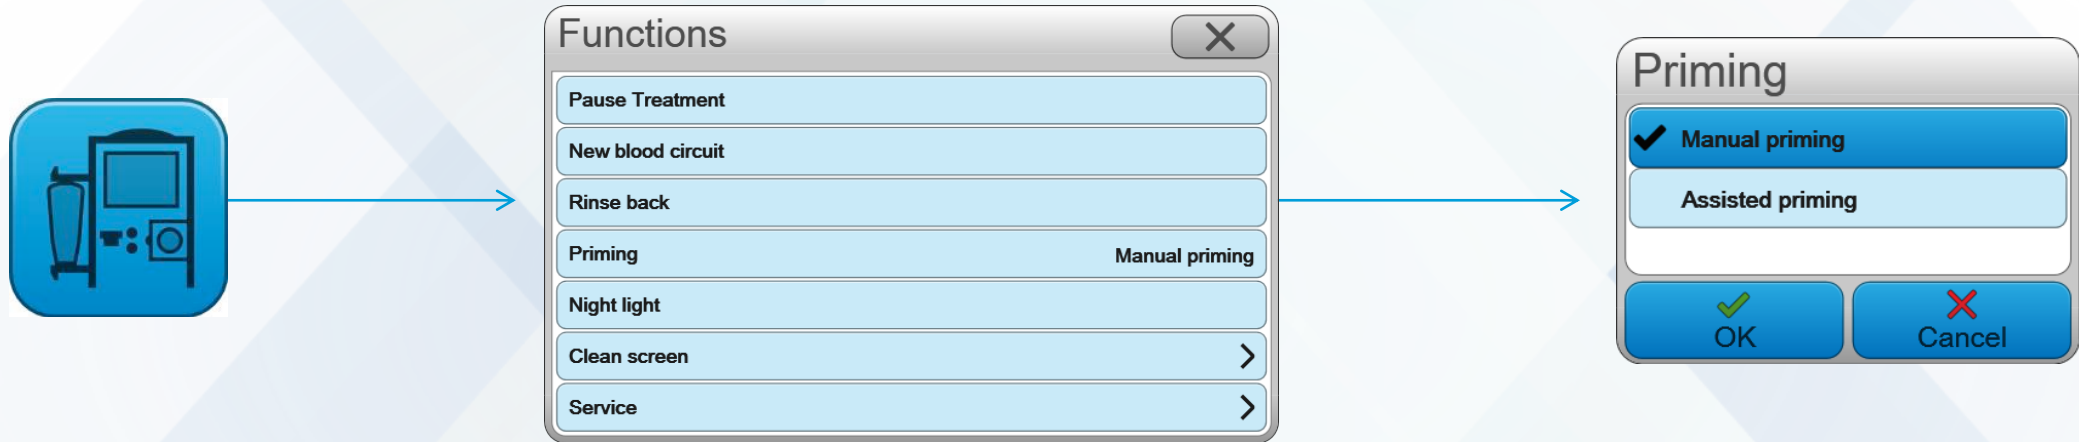 Functions
Pause Treatment
New blood circuit
Rinse back
Priming Manual priming
Night light
Clean screen
Service
Priming
Manual priming
Assisted priming
OK Cancel